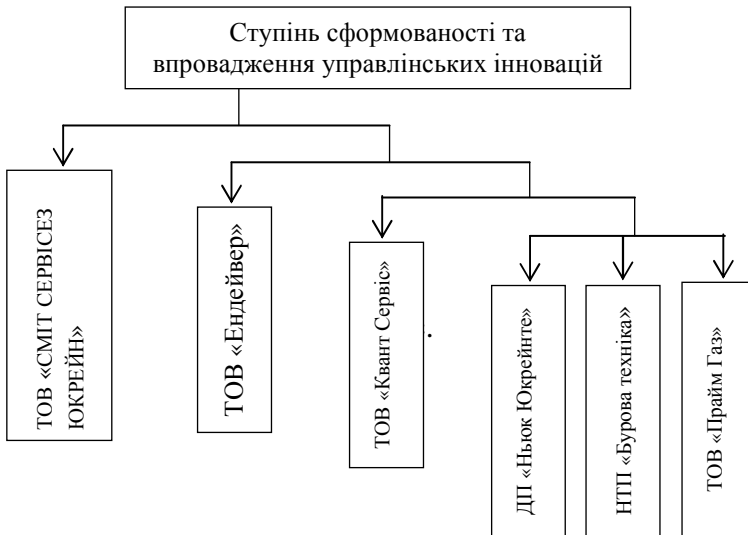 Ступінь сформованості та
впровадження управлінських інновацій
ТОВ «СМІТ СЕРВІСЕЗ
ЮКРЕЙН»
ТОВ «Ендейвер»
ТОВ «Квант Сервіс»
.
ДП «Ньюк Юкрейнте»
НТП «Бурова техніка»
ТОВ «Прайм Газ»